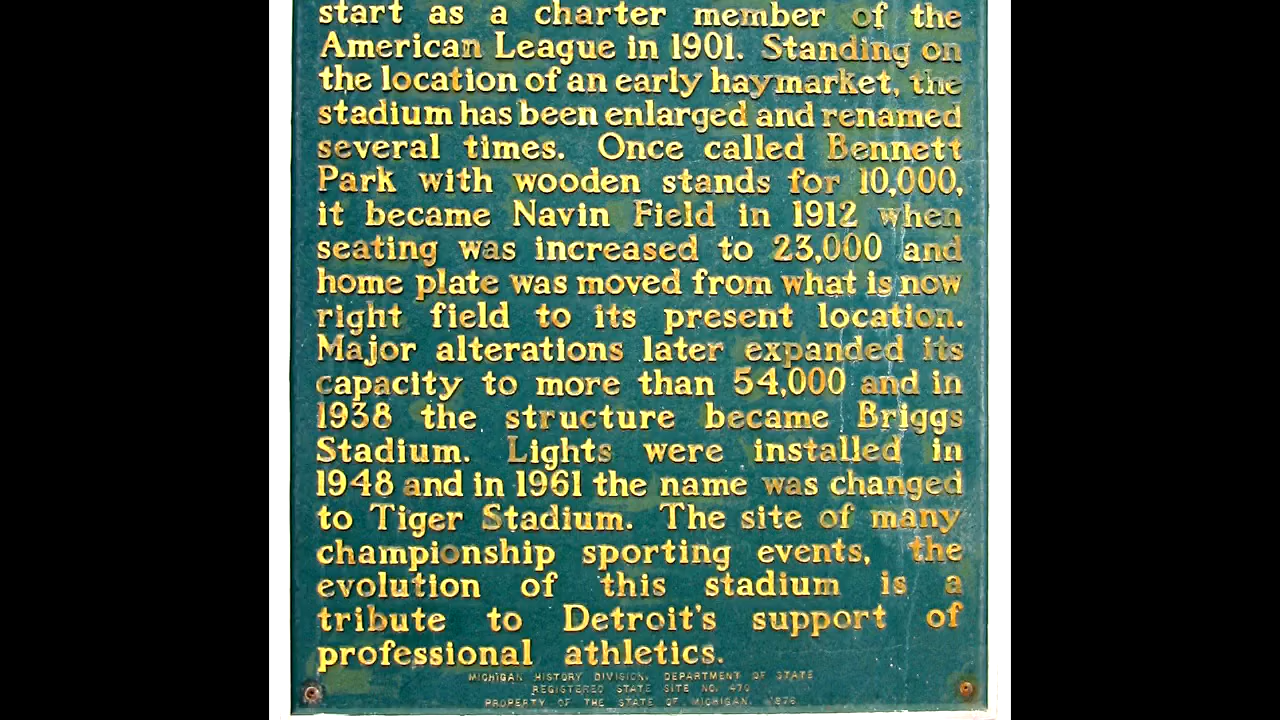 start as a charter member of the
American League in 1901. Standing on
the location of an early haymarket, the
stadium has been enlarged and renamed
several times. Once called Bennett
Park with wooden stands for 10,000,
it became Navin Field in 1912 when
seating was increased to 23,000 and
home plate was moved from what is now
right field to its present location.
Major alterations later expanded its
capacity to more than 54,000 and in
1938 the structure became Briggs
Stadium. Lights were installed in
1948 and in 1961 the name was changed
to Tiger Stadium. The site of many
championship sporting events, the
evolution of this stadium is a
tribute to Detroit's support of
professional athletics.
MICHIGAN HISTORY DIVISION, DEPARTMENT OF STATE
REGISTERED STATE SITE NO. 470
PROPERTY OF THE STATE OF MICHIGAN, 1976